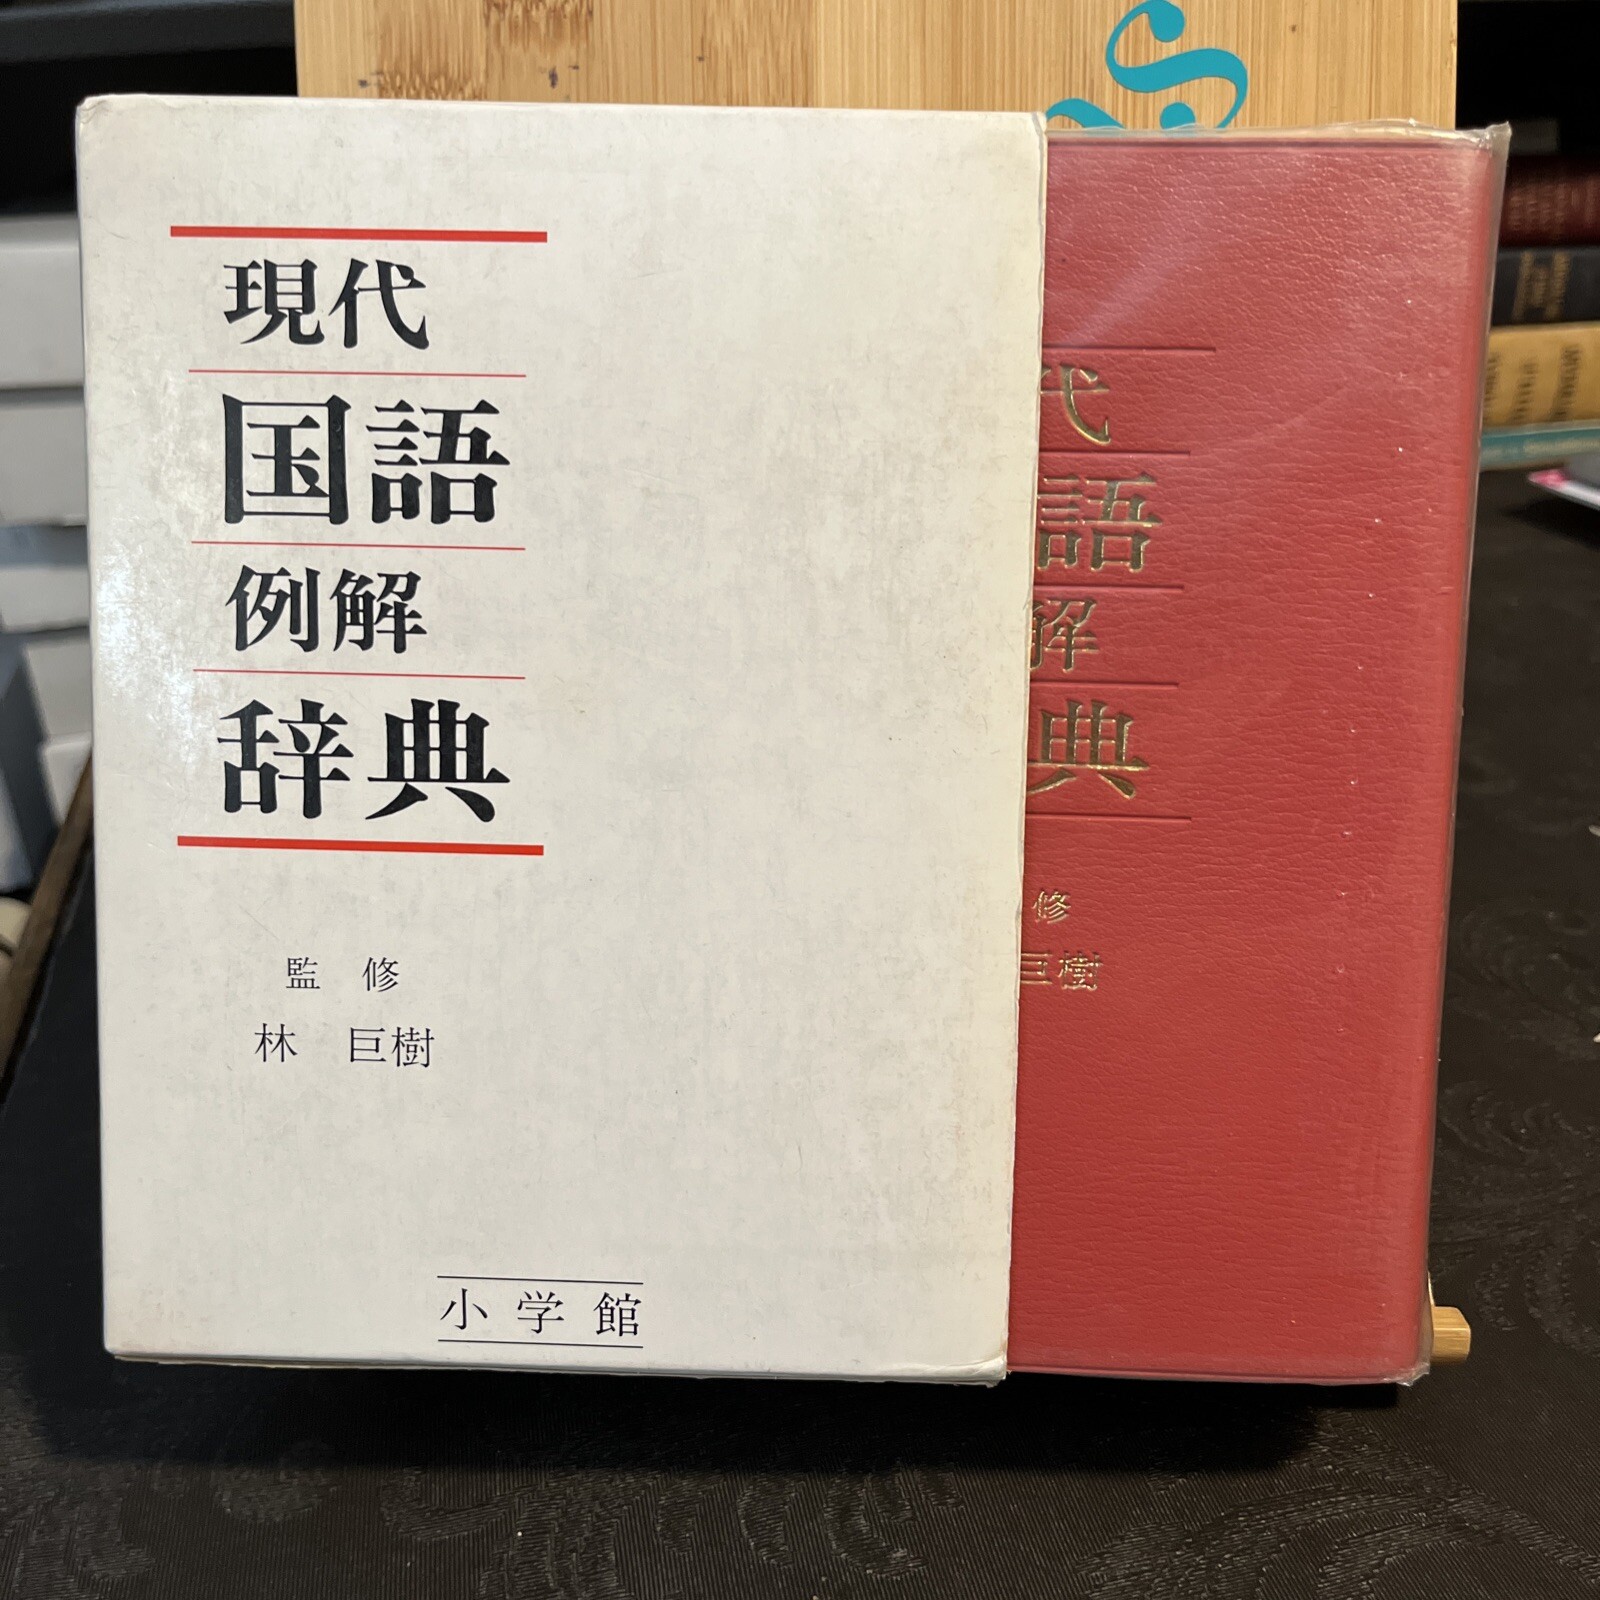 現代
国語
例解
辞典
監修
林 巨樹
小学館
代
語
解
典
修
巨樹